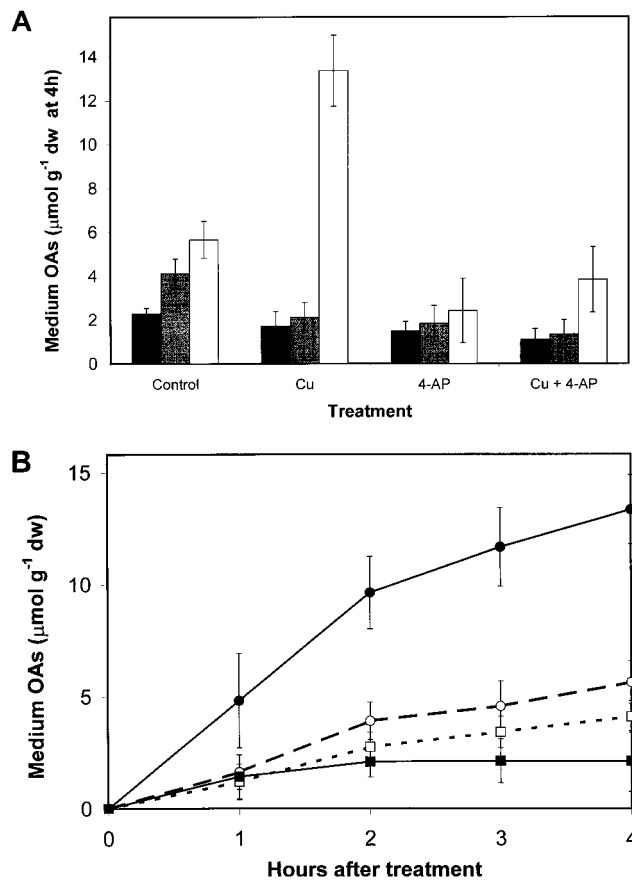 A
Medium OAs (µmol g⁻¹ dw at 4h)
14
12
10
8
6
4
2
0
Control Cu 4-AP Cu + 4-AP
Treatment
B
Medium OAs (µmol g⁻¹ dw)
15
10
5
0
0 1 2 3 4
Hours after treatment